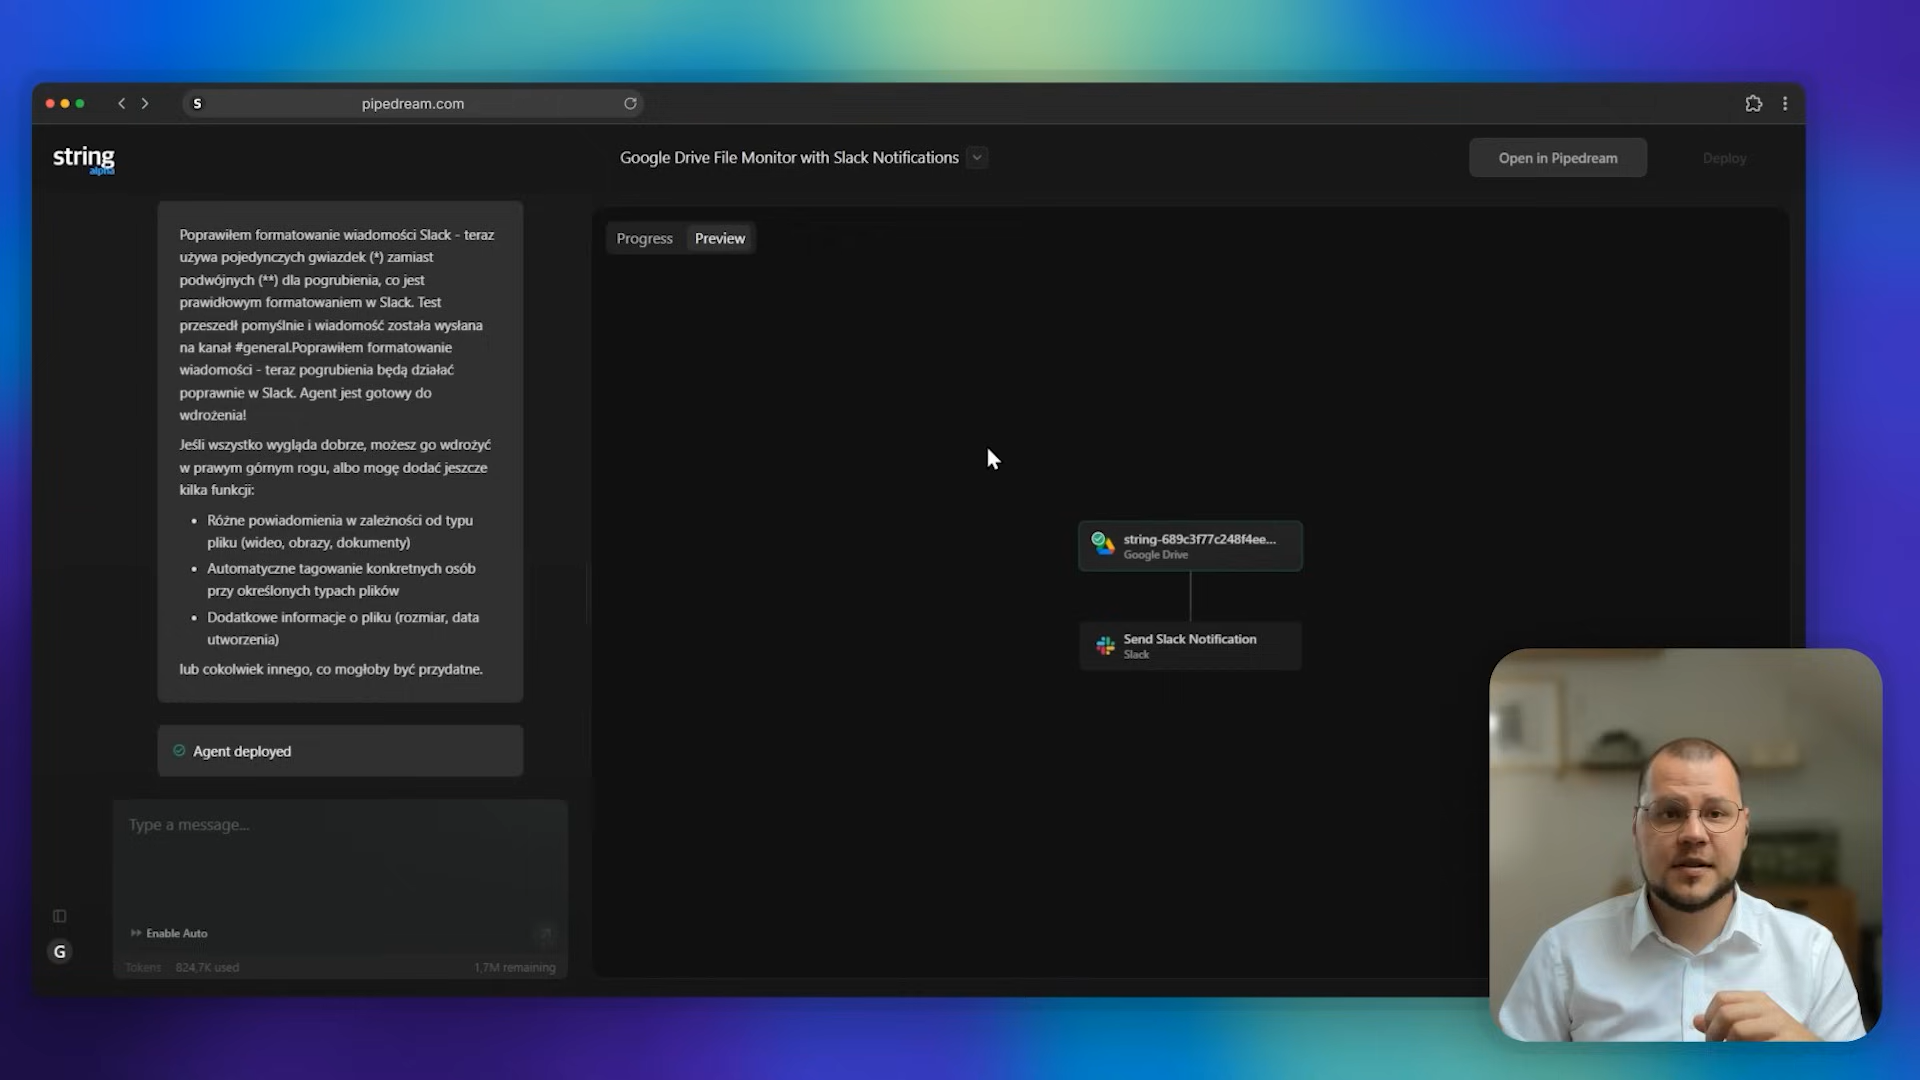 S
pipedream.com
string
alpha
Google Drive File Monitor with Slack Notifications
Open in Pipedream
Deploy
Poprawiłem formatowanie wiadomości Slack - teraz
używa pojedynczych gwiazdek (*) zamiast
podwójnych (**) dla pogrubienia, co jest
prawidłowym formatowaniem w Slack. Test
przeszedł pomyślnie i wiadomość została wysłana
na kanał #general.Poprawiłem formatowanie
wiadomości - teraz pogrubienia będą działać
poprawnie w Slack. Agent jest gotowy do
wdrożenia!
Jeśli wszystko wygląda dobrze, możesz go wdrożyć
w prawym górnym rogu, albo mogę dodać jeszcze
kilka funkcji:
• Różne powiadomienia w zależności od typu
pliku (wideo, obrazy, dokumenty)
• Automatyczne tagowanie konkretnych osób
przy określonych typach plików
• Dodatkowe informacje o pliku (rozmiar, data
utworzenia)
lub cokolwiek innego, co mogłoby być przydatne.
Agent deployed
Type a message...
Enable Auto
Tokens 824,7K used 1,7M remaining
G
Progress Preview
string-689c3f77c248f4ee...
Google Drive
Send Slack Notification
Slack